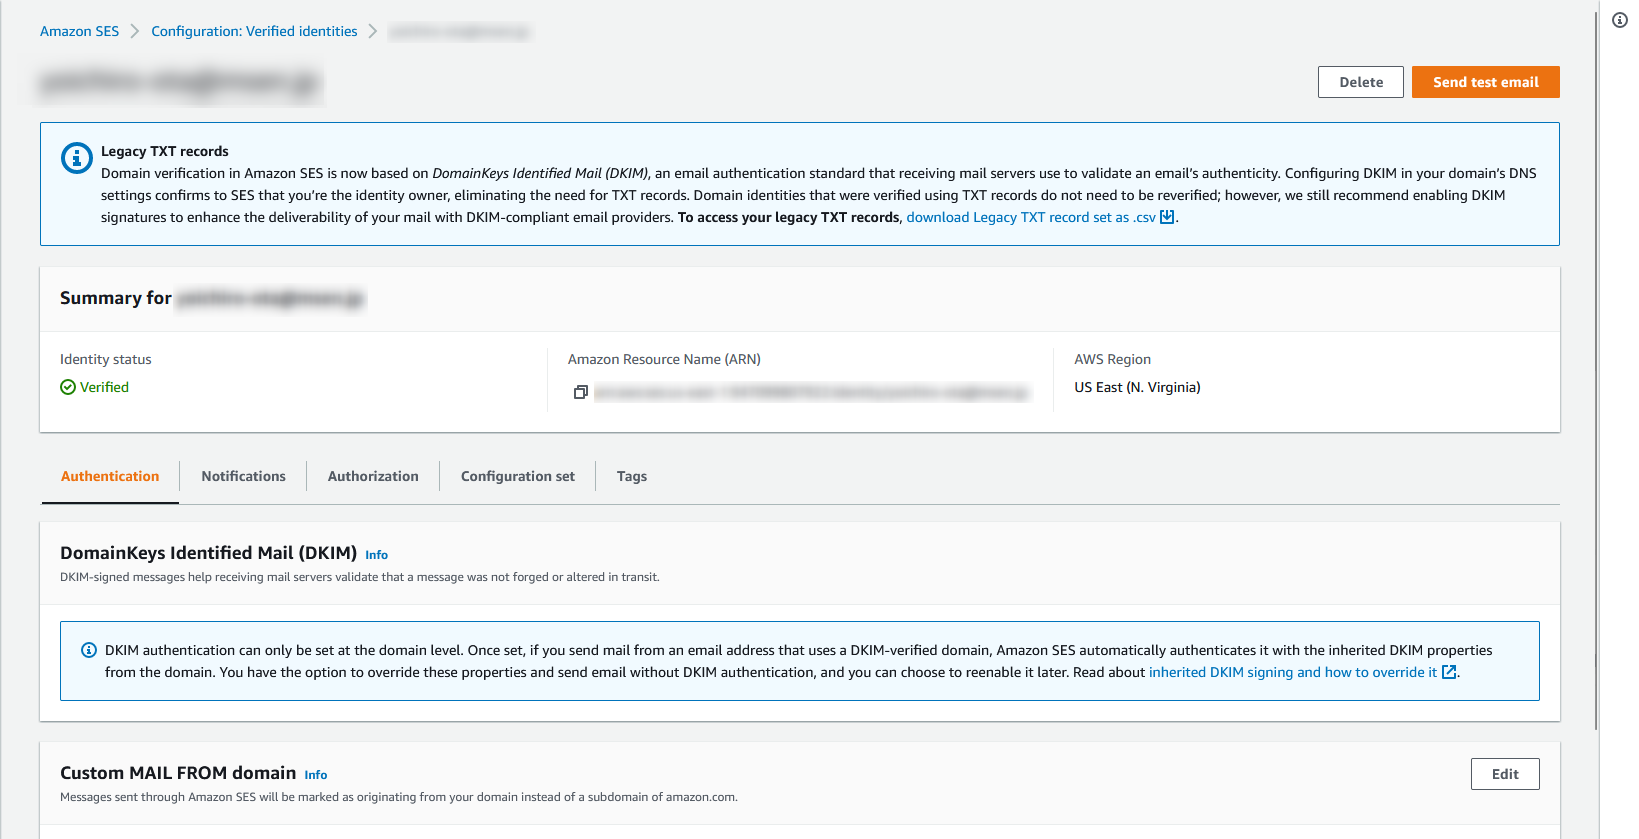 Amazon SES > Configuration: Verified identities >
Delete
Send test email
Legacy TXT records
Domain verification in Amazon SES is now based on DomainKeys Identified Mail (DKIM), an email authentication standard that receiving mail servers use to validate an email's authenticity. Configuring DKIM in your domain's DNS
settings confirms to SES that you're the identity owner, eliminating the need for TXT records. Domain identities that were verified using TXT records do not need to be reverified; however, we still recommend enabling DKIM
signatures to enhance the deliverability of your mail with DKIM-compliant email providers. To access your legacy TXT records, download Legacy TXT record set as .csv.
Summary for
Identity status
Verified
Amazon Resource Name (ARN)
AWS Region
US East (N. Virginia)
Authentication
Notifications
Authorization
Configuration set
Tags
DomainKeys Identified Mail (DKIM) Info
DKIM-signed messages help receiving mail servers validate that a message was not forged or altered in transit.
DKIM authentication can only be set at the domain level. Once set, if you send mail from an email address that uses a DKIM-verified domain, Amazon SES automatically authenticates it with the inherited DKIM properties
from the domain. You have the option to override these properties and send email without DKIM authentication, and you can choose to reenable it later. Read about inherited DKIM signing and how to override it.
Custom MAIL FROM domain Info
Edit
Messages sent through Amazon SES will be marked as originating from your domain instead of a subdomain of amazon.com.